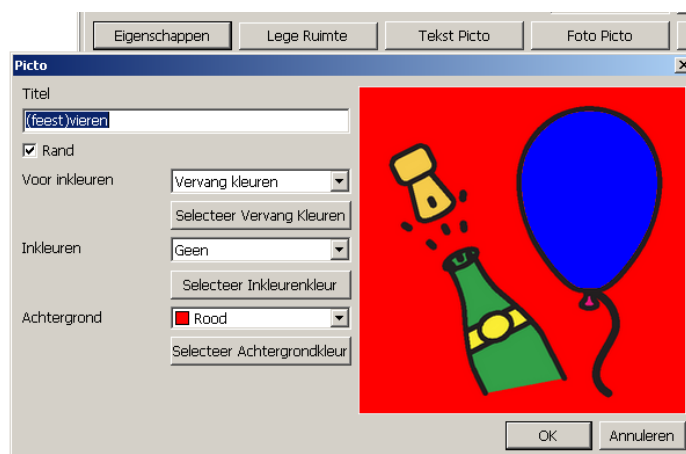 Eigenschappen Lege Ruimte Tekst Picto Foto Picto
Picto
Titel
(feest)vieren
Rand
Voor inkleuren Vervang kleuren
Selecteer Vervang Kleuren
Inkleuren Geen
Selecteer Inkleurenkleur
Achtergrond Rood
Selecteer Achtergrondkleur
OK Annuleren